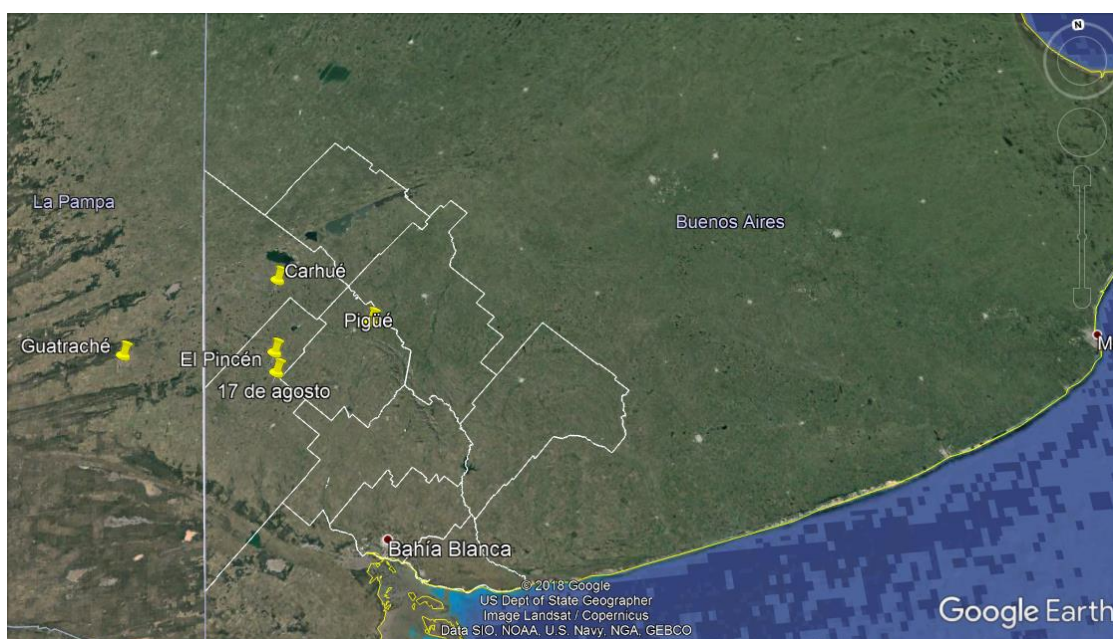 N
La Pampa
Buenos Aires
Carhué
Pigüé
Guatraché
El Pincén
17 de agosto
M
Bahía Blanca
© 2018 Google
US Dept of State Geographer
Image Landsat / Copernicus
Data SIO, NOAA, U.S. Navy, NGA, GEBCO
Google Earth